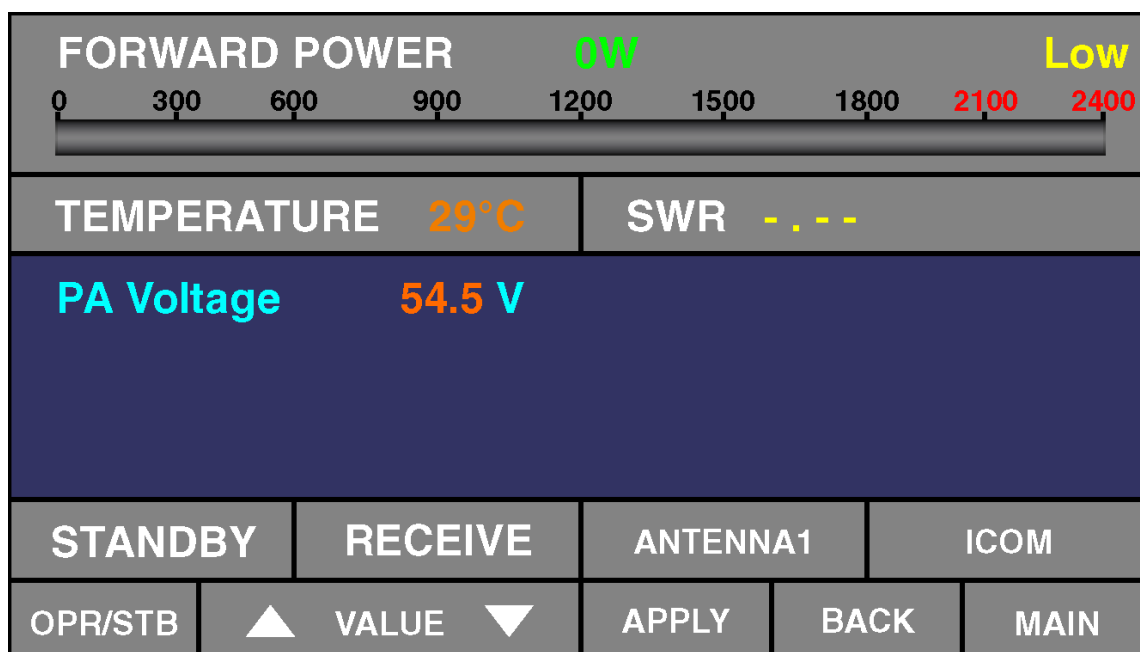 FORWARD POWER 0W Low
0 300 600 900 1200 1500 1800 2100 2400
TEMPERATURE 29°C SWR -.--
PA Voltage 54.5 V
STANDBY RECEIVE ANTENNA1 ICOM
OPR/STB VALUE APPLY BACK MAIN